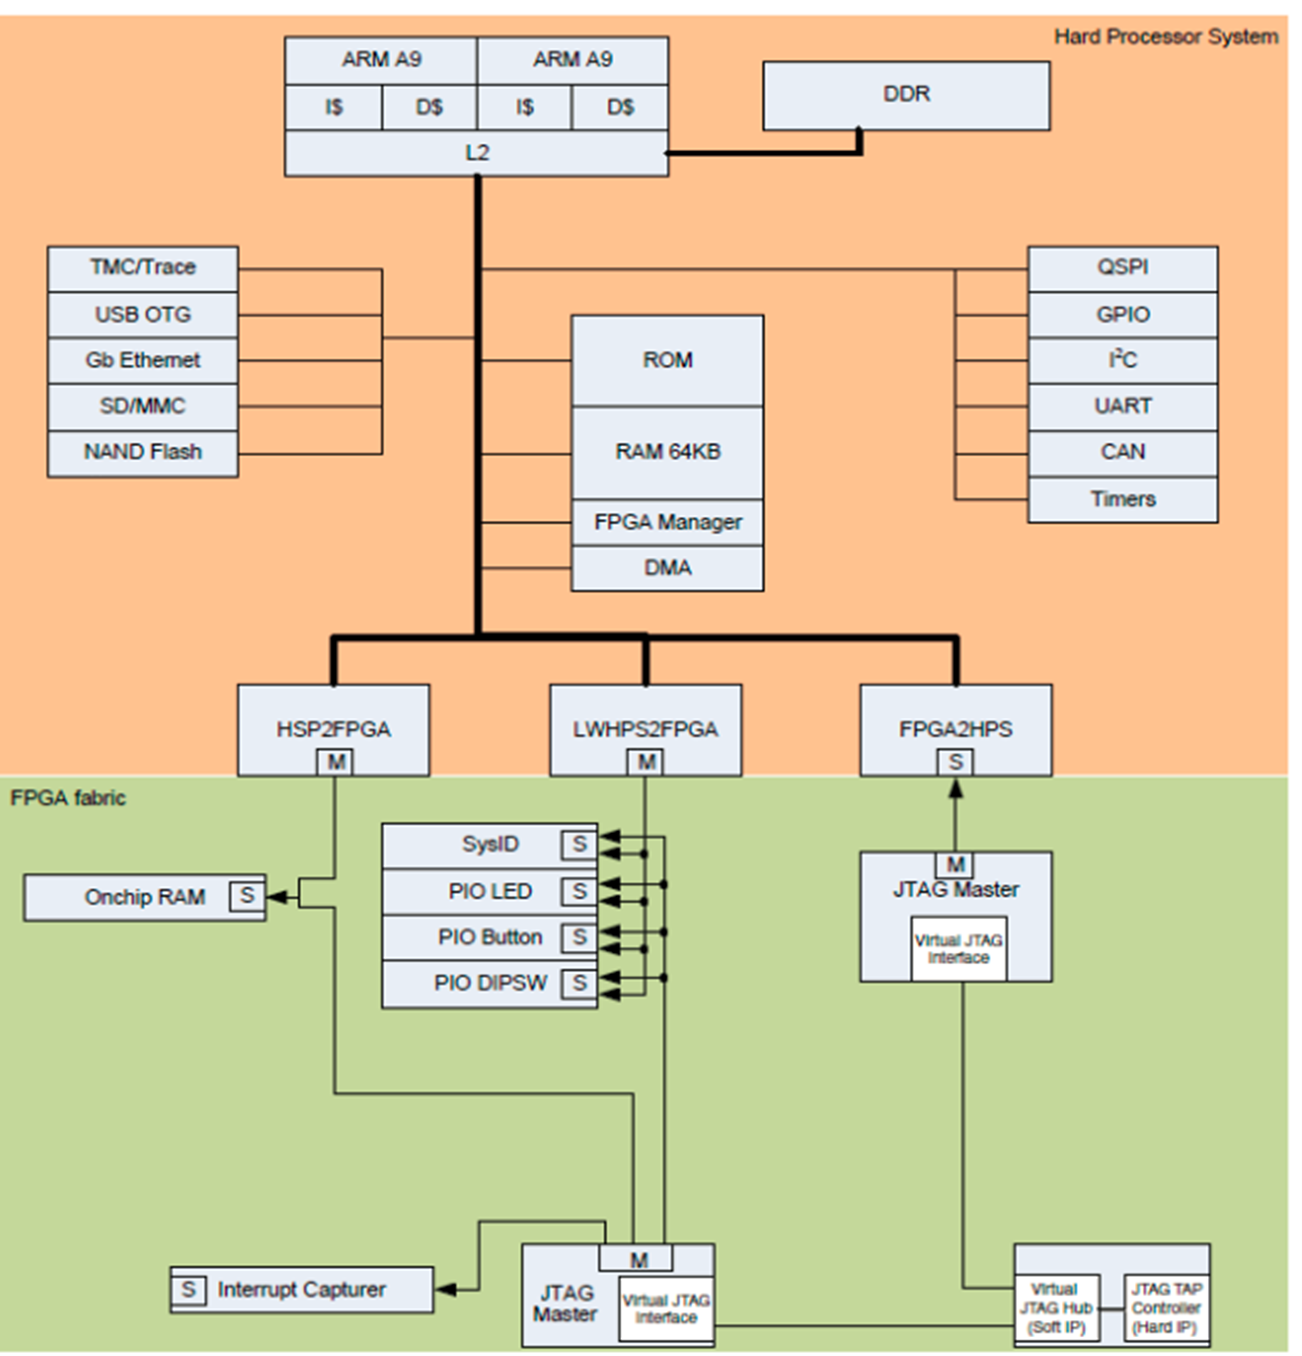 Hard Processor System
ARM A9
ARM A9
I$
D$
I$
D$
L2
DDR
TMC/Trace
USB OTG
Gb Ethernet
SD/MMC
NAND Flash
ROM
RAM 64KB
FPGA Manager
DMA
QSPI
GPIO
I²C
UART
CAN
Timers
HSP2FPGA
M
LWHPS2FPGA
M
FPGA2HPS
S
FPGA fabric
SysID
S
PIO LED
S
PIO Button
S
PIO DIPSW
S
Onchip RAM
S
M
JTAG Master
Virtual JTAG
Interface
S
Interrupt Capturer
M
JTAG
Master
Virtual JTAG
Interface
Virtual
JTAG Hub
(Soft IP)
JTAG TAP
Controller
(Hard IP)